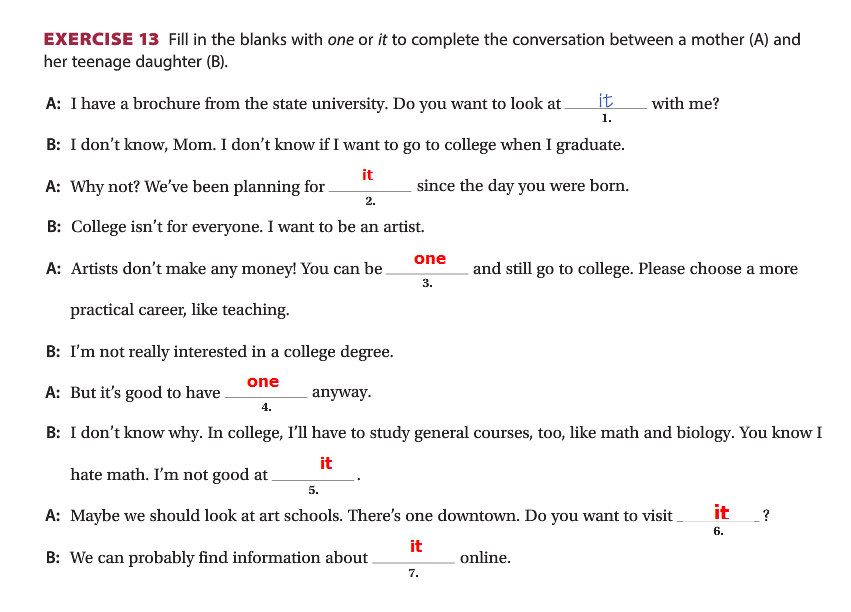 EXERCISE 13 Fill in the blanks with one or it to complete the conversation between a mother (A) and
her teenage daughter (B).
A: I have a brochure from the state university. Do you want to look at it with me?
1.
B: I don't know, Mom. I don't know if I want to go to college when I graduate.
A: Why not? We've been planning for it since the day you were born.
2.
B: College isn't for everyone. I want to be an artist.
A: Artists don't make any money! You can be one and still go to college. Please choose a more
3.
practical career, like teaching.
B: I'm not really interested in a college degree.
A: But it's good to have one anyway.
4.
B: I don't know why. In college, I'll have to study general courses, too, like math and biology. You know I
hate math. I'm not good at it.
5.
A: Maybe we should look at art schools. There's one downtown. Do you want to visit it ?
6.
B: We can probably find information about it online.
7.